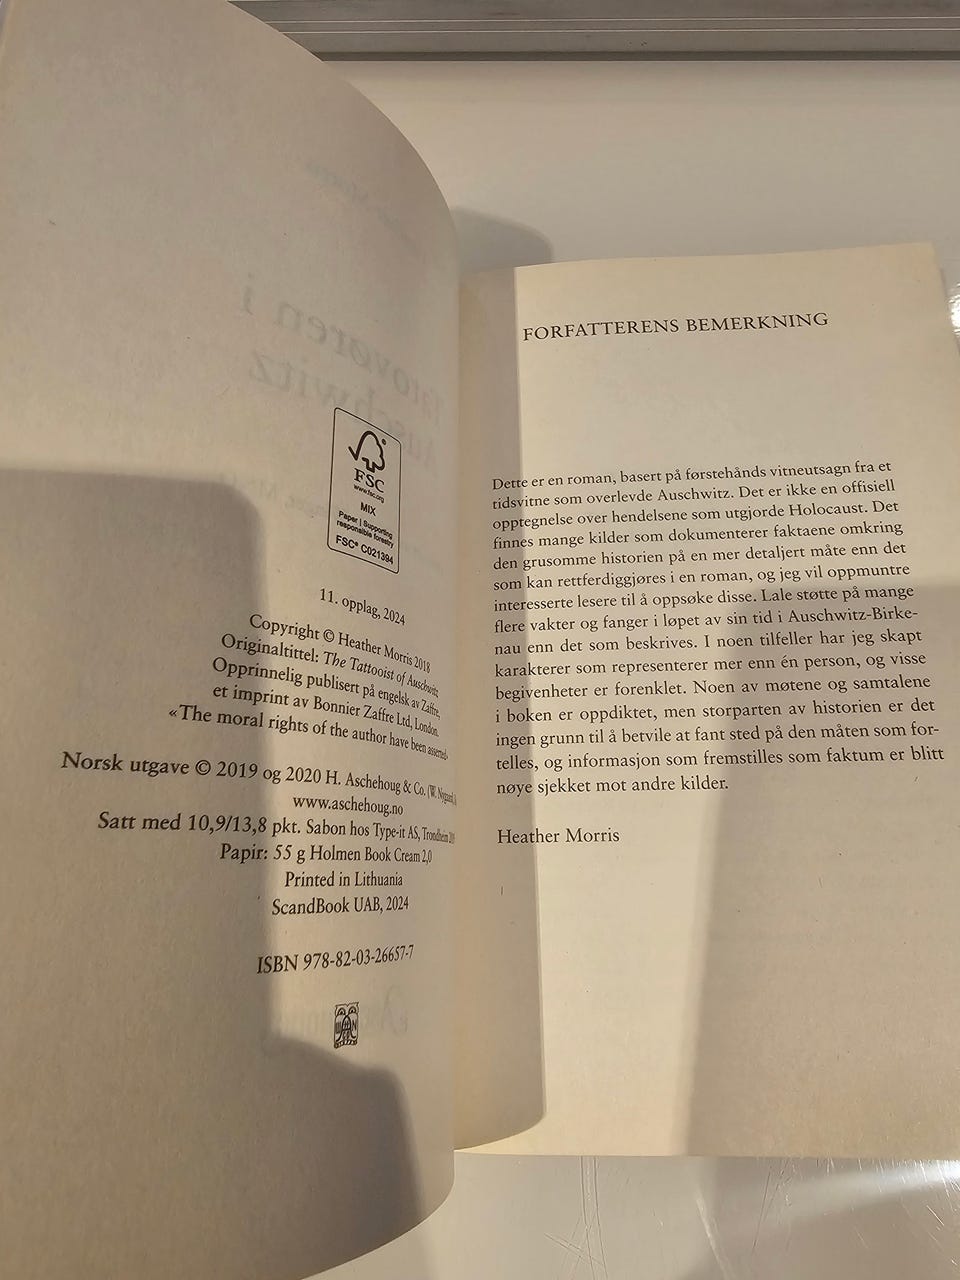 FSC
www.fsc.org
MIX
Paper | Supporting
responsible forestry
FSC® C021394
11. opplag, 2024
Copyright © Heather Morris 2018
Originaltittel: The Tattooist of Auschwitz
Opprinnelig publisert på engelsk av Zaffre,
et imprint av Bonnier Zaffre Ltd, London.
«The moral rights of the author have been asserted»
Norsk utgave © 2019 og 2020 H. Aschehoug & Co. (W. Nygaard),
www.aschehoug.no
Satt med 10,9/13,8 pkt. Sabon hos Type-it AS, Trondheim
Papir: 55 g Holmen Book Cream 2,0
Printed in Lithuania
ScandBook UAB, 2024
ISBN 978-82-03-26657-7
FORFATTERENS BEMERKNING
Dette er en roman, basert på førstehånds vitneutsagn fra et
tidsvitne som overlevde Auschwitz. Det er ikke en offisiell
opptegnelse over hendelsene som utgjorde Holocaust. Det
finnes mange kilder som dokumenterer faktaene omkring
den grusomme historien på en mer detaljert måte enn det
som kan rettferdiggjøres i en roman, og jeg vil oppmuntre
interesserte lesere til å oppsøke disse. Lale støtte på mange
flere vakter og fanger i løpet av sin tid i Auschwitz-Birke-
nau enn det som beskrives. I noen tilfeller har jeg skapt
karakterer som representerer mer enn én person, og visse
begivenheter er forenklet. Noen av møtene og samtalene
i boken er oppdiktet, men storparten av historien er det
ingen grunn til å betvile at fant sted på den måten som for-
telles, og informasjon som fremstilles som faktum er blitt
nøye sjekket mot andre kilder.
Heather Morris